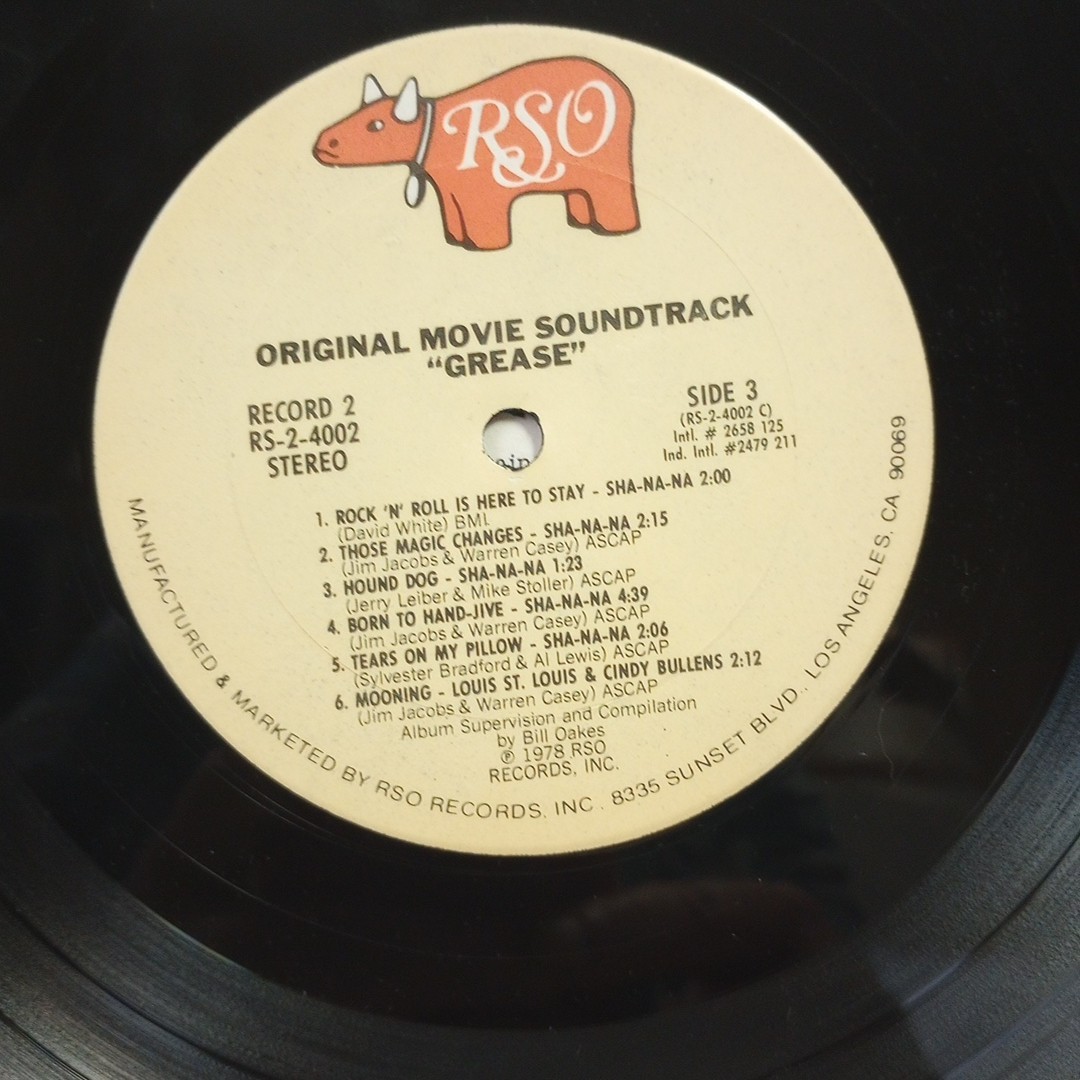 RSO
ORIGINAL MOVIE SOUNDTRACK
“GREASE”
RECORD 2
RS-2-4002
STEREO
SIDE 3
(RS-2-4002 C)
Intl. # 2658 125
Ind. Intl. #2479 211
1. ROCK 'N' ROLL IS HERE TO STAY - SHA-NA-NA 2:00
(David White) BMI.
2. THOSE MAGIC CHANGES - SHA-NA-NA 2:15
(Jim Jacobs & Warren Casey) ASCAP
3. HOUND DOG - SHA-NA-NA 1:23
(Jerry Leiber & Mike Stoller) ASCAP
4. BORN TO HAND-JIVE - SHA-NA-NA 4:39
(Jim Jacobs & Warren Casey) ASCAP
5. TEARS ON MY PILLOW - SHA-NA-NA 2:06
(Sylvester Bradford & Al Lewis) ASCAP
6. MOONING - LOUIS ST. LOUIS & CINDY BULLENS 2:12
(Jim Jacobs & Warren Casey) ASCAP
Album Supervision and Compilation
by Bill Oakes
℗ 1978 RSO
RECORDS, INC.
MANUFACTURED & MARKETED BY RSO RECORDS, INC., 8335 SUNSET BLVD., LOS ANGELES, CA 90069